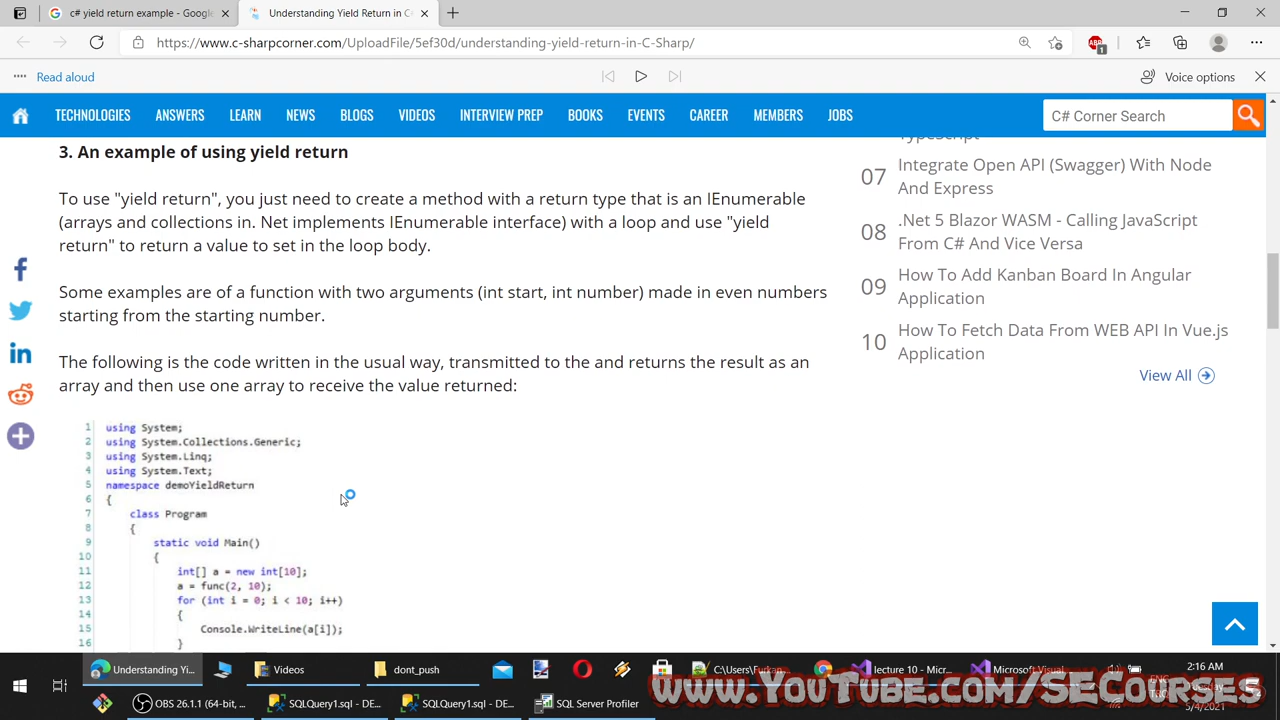 c# yield return example - Google
Understanding Yield Return in C
https://www.c-sharpcorner.com/UploadFile/5ef30d/understanding-yield-return-in-C-Sharp/
ABP
1
Read aloud
Voice options
TECHNOLOGIES ANSWERS LEARN NEWS BLOGS VIDEOS INTERVIEW PREP BOOKS EVENTS CAREER MEMBERS JOBS
C# Corner Search
3. An example of using yield return
To use "yield return", you just need to create a method with a return type that is an IEnumerable
(arrays and collections in. Net implements IEnumerable interface) with a loop and use "yield
return" to return a value to set in the loop body.
Some examples are of a function with two arguments (int start, int number) made in even numbers
starting from the starting number.
The following is the code written in the usual way, transmitted to the and returns the result as an
array and then use one array to receive the value returned:
1 using System;
2 using System.Collections.Generic;
3 using System.Linq;
4 using System.Text;
5 namespace demoYieldReturn
6 {
7 class Program
8 {
9 static void Main()
10 {
11 int[] a = new int[10];
12 a = func(2, 10);
13 for (int i = 0; i < 10; i++)
14 {
15 Console.WriteLine(a[i]);
16 }
TypeScript
07 Integrate Open API (Swagger) With Node
And Express
08 .Net 5 Blazor WASM - Calling JavaScript
From C# And Vice Versa
09 How To Add Kanban Board In Angular
Application
10 How To Fetch Data From WEB API In Vue.js
Application
View All
Understanding Yi...
Videos
dont_push
C:\Users\Furkan...
lecture 10 - Micr...
Microsoft Visual
2:16 AM
5/4/2021
OBS 26.1.1 (64-bit, ...
SQLQuery1.sql - DE...
SQLQuery1.sql - DE...
SQL Server Profiler
www.YouTube.com/SECourses